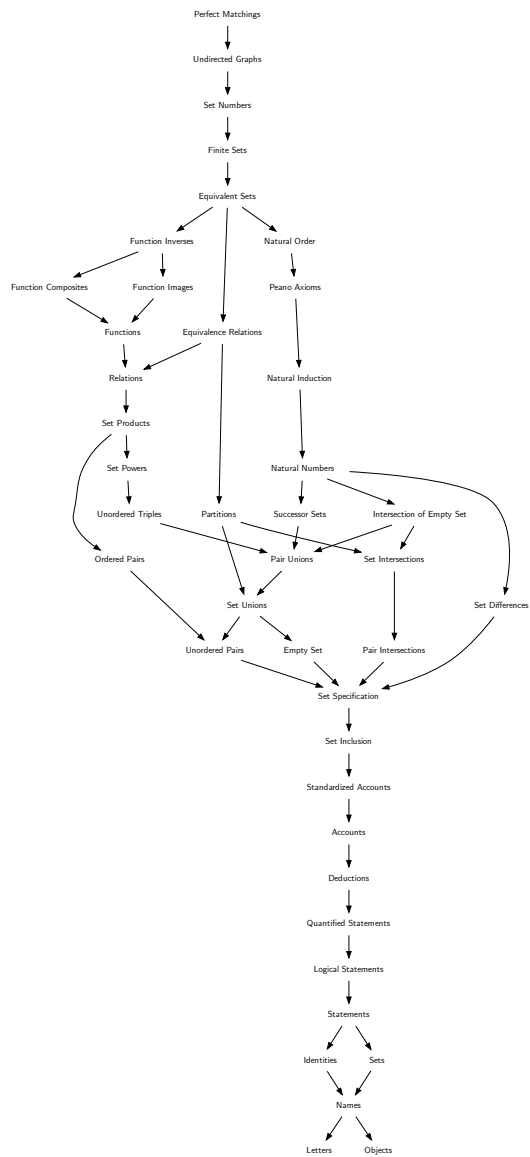 Perfect Matchings
Undirected Graphs
Set Numbers
Finite Sets
Equivalent Sets
Function Inverses
Natural Order
Function Composites
Function Images
Peano Axioms
Functions
Equivalence Relations
Relations
Natural Induction
Set Products
Set Powers
Natural Numbers
Unordered Triples
Partitions
Successor Sets
Intersection of Empty Set
Ordered Pairs
Pair Unions
Set Intersections
Set Unions
Set Differences
Unordered Pairs
Empty Set
Pair Intersections
Set Specification
Set Inclusion
Standardized Accounts
Accounts
Deductions
Quantified Statements
Logical Statements
Statements
Identities
Sets
Names
Letters
Objects